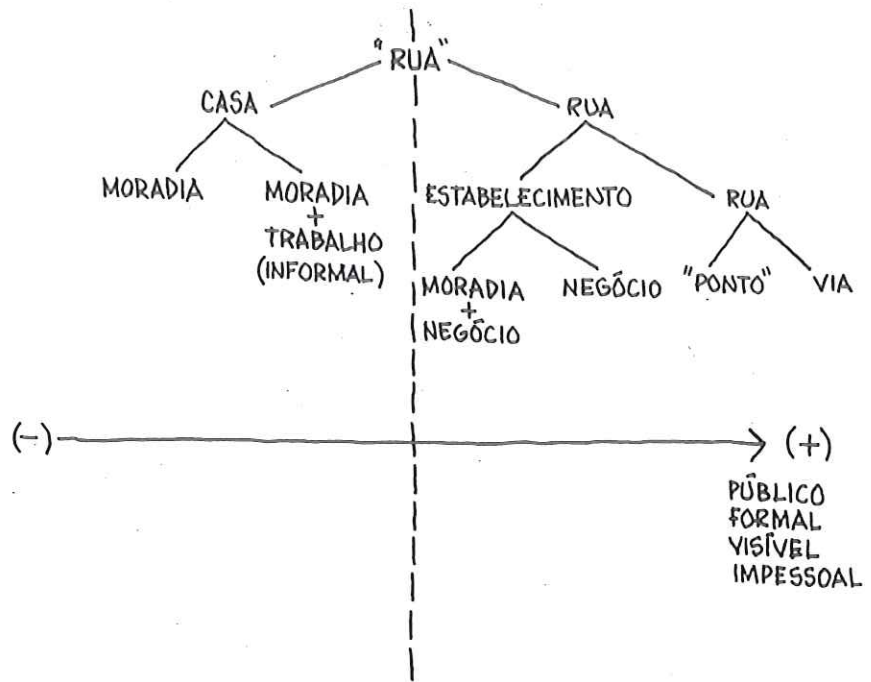 "RUA"
CASA
RUA
MORADIA
MORADIA
+
TRABALHO
(INFORMAL)
ESTABELECIMENTO
RUA
MORADIA
+
NEGÓCIO
NEGÓCIO
"PONTO"
VIA
(-)
(+)
PÚBLICO
FORMAL
VISÍVEL
IMPESSOAL